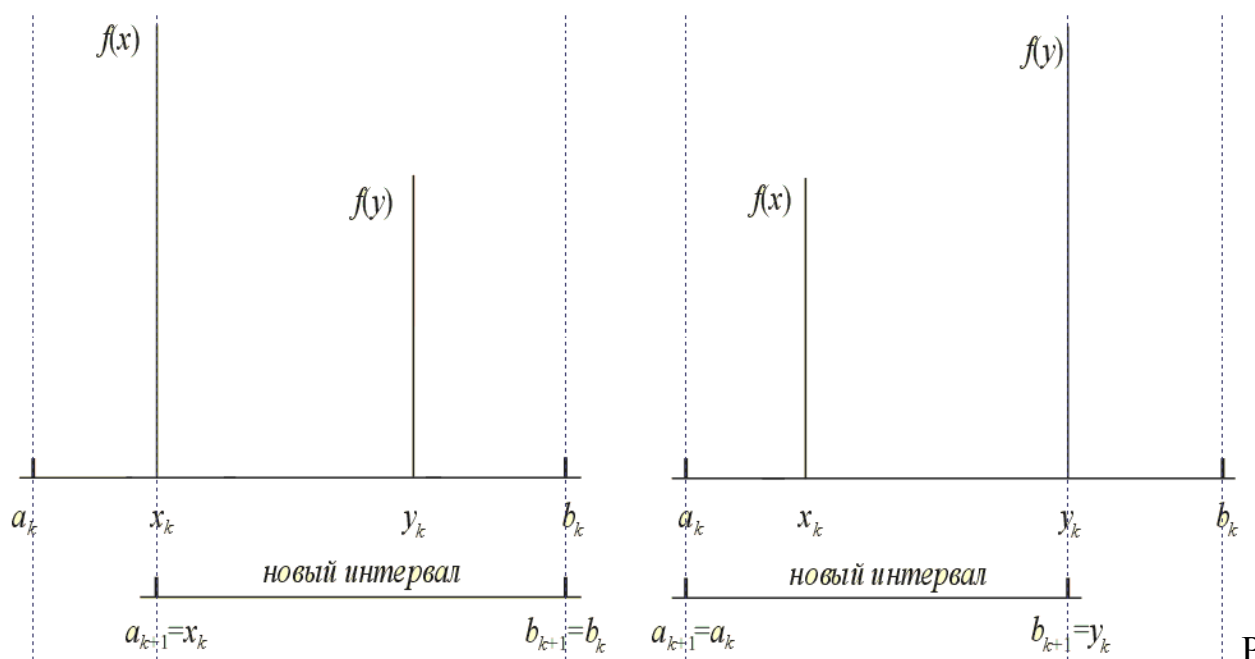 f(x)
f(y)
f(y)
f(x)
a_k x_k y_k b_k
a_k x_k y_k b_k
новый интервал
новый интервал
a_{k+1}=x_k b_{k+1}=b_k
a_{k+1}=a_k b_{k+1}=y_k
Р